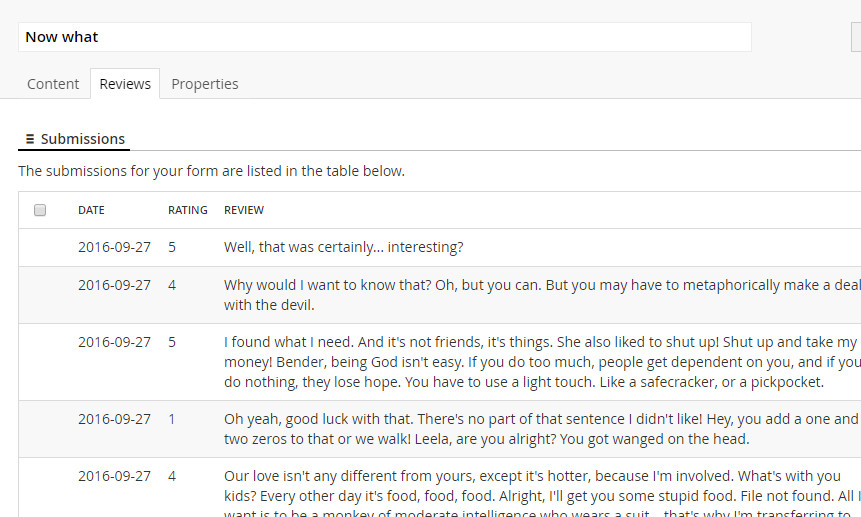 Now what
Content Reviews Properties
Submissions
The submissions for your form are listed in the table below.
DATE RATING REVIEW
2016-09-27 5 Well, that was certainly... interesting?
2016-09-27 4 Why would I want to know that? Oh, but you can. But you may have to metaphorically make a deal
with the devil.
2016-09-27 5 I found what I need. And it's not friends, it's things. She also liked to shut up! Shut up and take my
money! Bender, being God isn't easy. If you do too much, people get dependent on you, and if you
do nothing, they lose hope. You have to use a light touch. Like a safecracker, or a pickpocket.
2016-09-27 1 Oh yeah, good luck with that. There's no part of that sentence I didn't like! Hey, you add a one and
two zeros to that or we walk! Leela, are you alright? You got wanged on the head.
2016-09-27 4 Our love isn't any different from yours, except it's hotter, because I'm involved. What's with you
kids? Every other day it's food, food, food. Alright, I'll get you some stupid food. File not found. All I
want is to be a monkey of moderate intelligence who wears a suit... that's why I'm transferring to